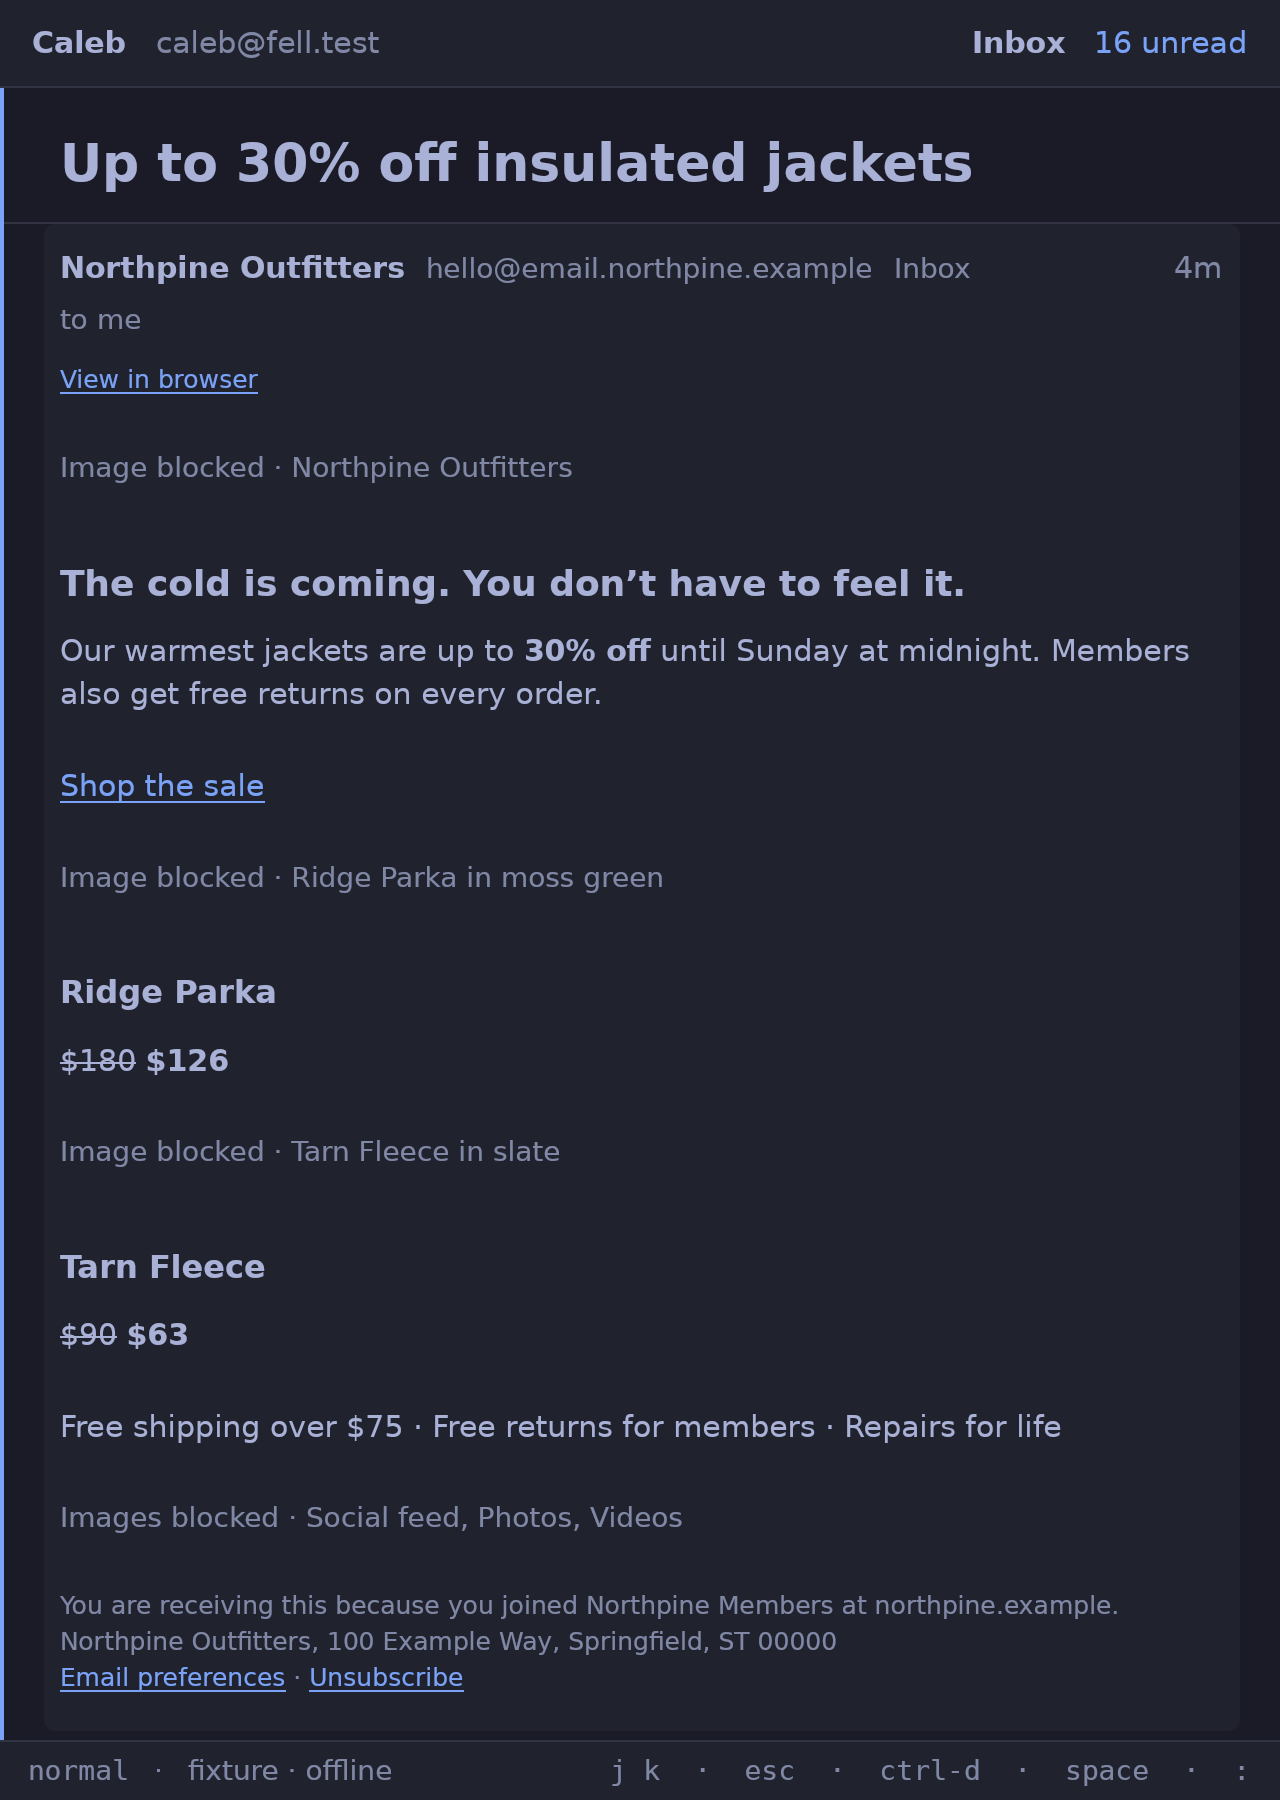 Caleb caleb@fell.test Inbox 16 unread
Up to 30% off insulated jackets
Northpine Outfitters hello@email.northpine.example Inbox 4m
to me
View in browser
Image blocked · Northpine Outfitters
The cold is coming. You don’t have to feel it.
Our warmest jackets are up to 30% off until Sunday at midnight. Members
also get free returns on every order.
Shop the sale
Image blocked · Ridge Parka in moss green
Ridge Parka
$180 $126
Image blocked · Tarn Fleece in slate
Tarn Fleece
$90 $63
Free shipping over $75 · Free returns for members · Repairs for life
Images blocked · Social feed, Photos, Videos
You are receiving this because you joined Northpine Members at northpine.example.
Northpine Outfitters, 100 Example Way, Springfield, ST 00000
Email preferences · Unsubscribe
normal · fixture · offline j k · esc · ctrl-d · space · :